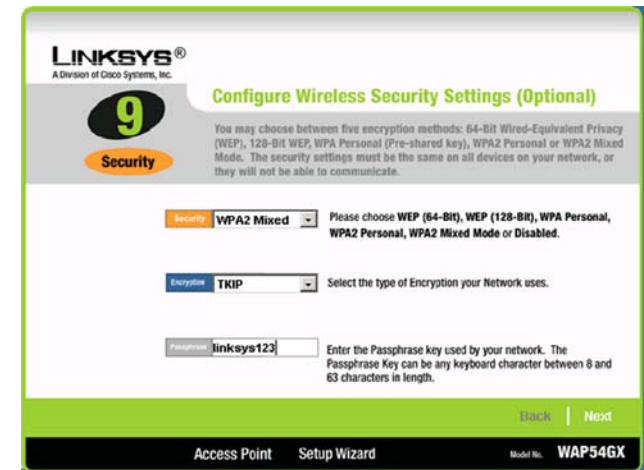 LINKSYS®
A Division of Cisco Systems, Inc.
9
Security
Configure Wireless Security Settings (Optional)
You may choose between five encryption methods: 64-Bit Wired-Equivalent Privacy
(WEP), 128-Bit WEP, WPA Personal (Pre-shared key), WPA2 Personal or WPA2 Mixed
Mode. The security settings must be the same on all devices on your network, or
they will not be able to communicate.
Security WPA2 Mixed
Please choose WEP (64-Bit), WEP (128-Bit), WPA Personal,
WPA2 Personal, WPA2 Mixed Mode or Disabled.
Encryption TKIP
Select the type of Encryption your Network uses.
Passphrase linksys123
Enter the Passphrase key used by your network. The
Passphrase Key can be any keyboard character between 8 and
63 characters in length.
Back | Next
Access Point Setup Wizard Model No. WAP54GX